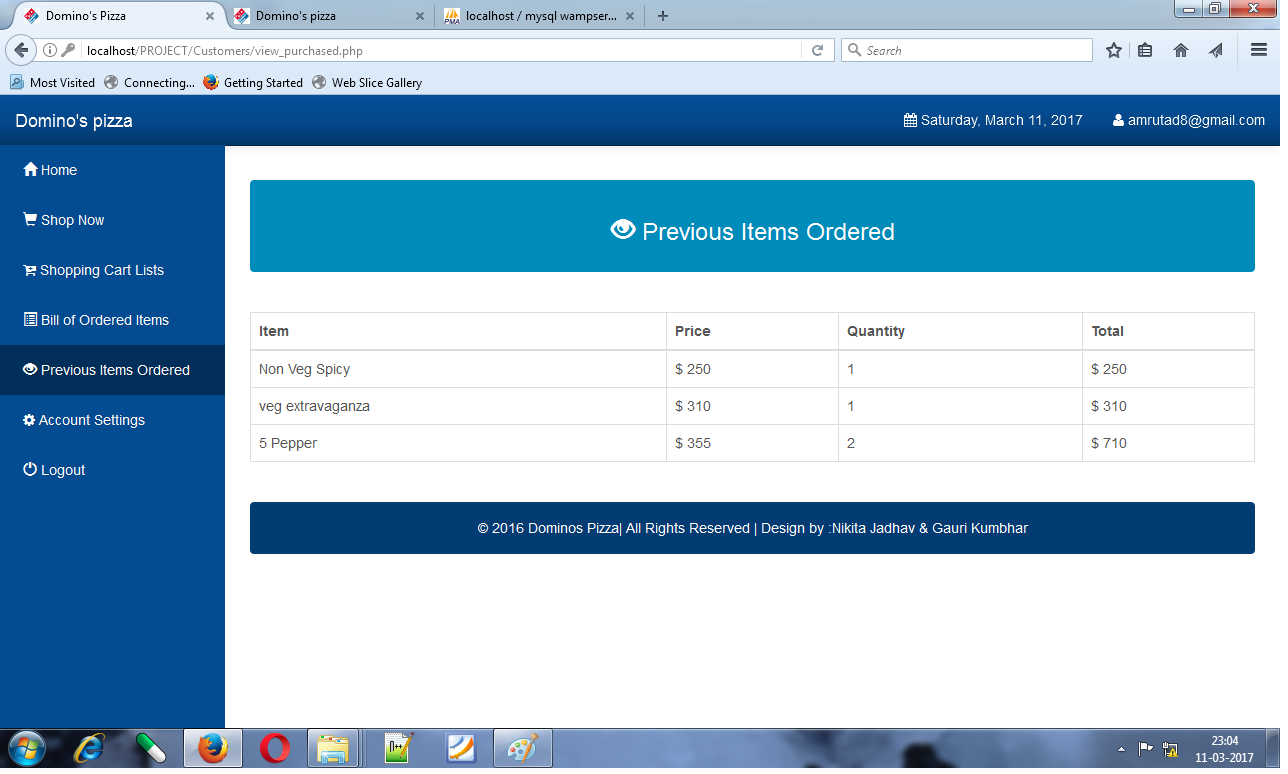 Domino's Pizza
Domino's pizza
localhost / mysql wampser...
localhost/PROJECT/Customers/view_purchased.php
Search
Most Visited Connecting... Getting Started Web Slice Gallery
Domino's pizza
Saturday, March 11, 2017
amrutad8@gmail.com
Home
Shop Now
Shopping Cart Lists
Bill of Ordered Items
Previous Items Ordered
Account Settings
Logout
Previous Items Ordered
Item Price Quantity Total
Non Veg Spicy $ 250 1 $ 250
veg extravaganza $ 310 1 $ 310
5 Pepper $ 355 2 $ 710
© 2016 Dominos Pizza| All Rights Reserved | Design by :Nikita Jadhav & Gauri Kumbhar
23:04
11-03-2017